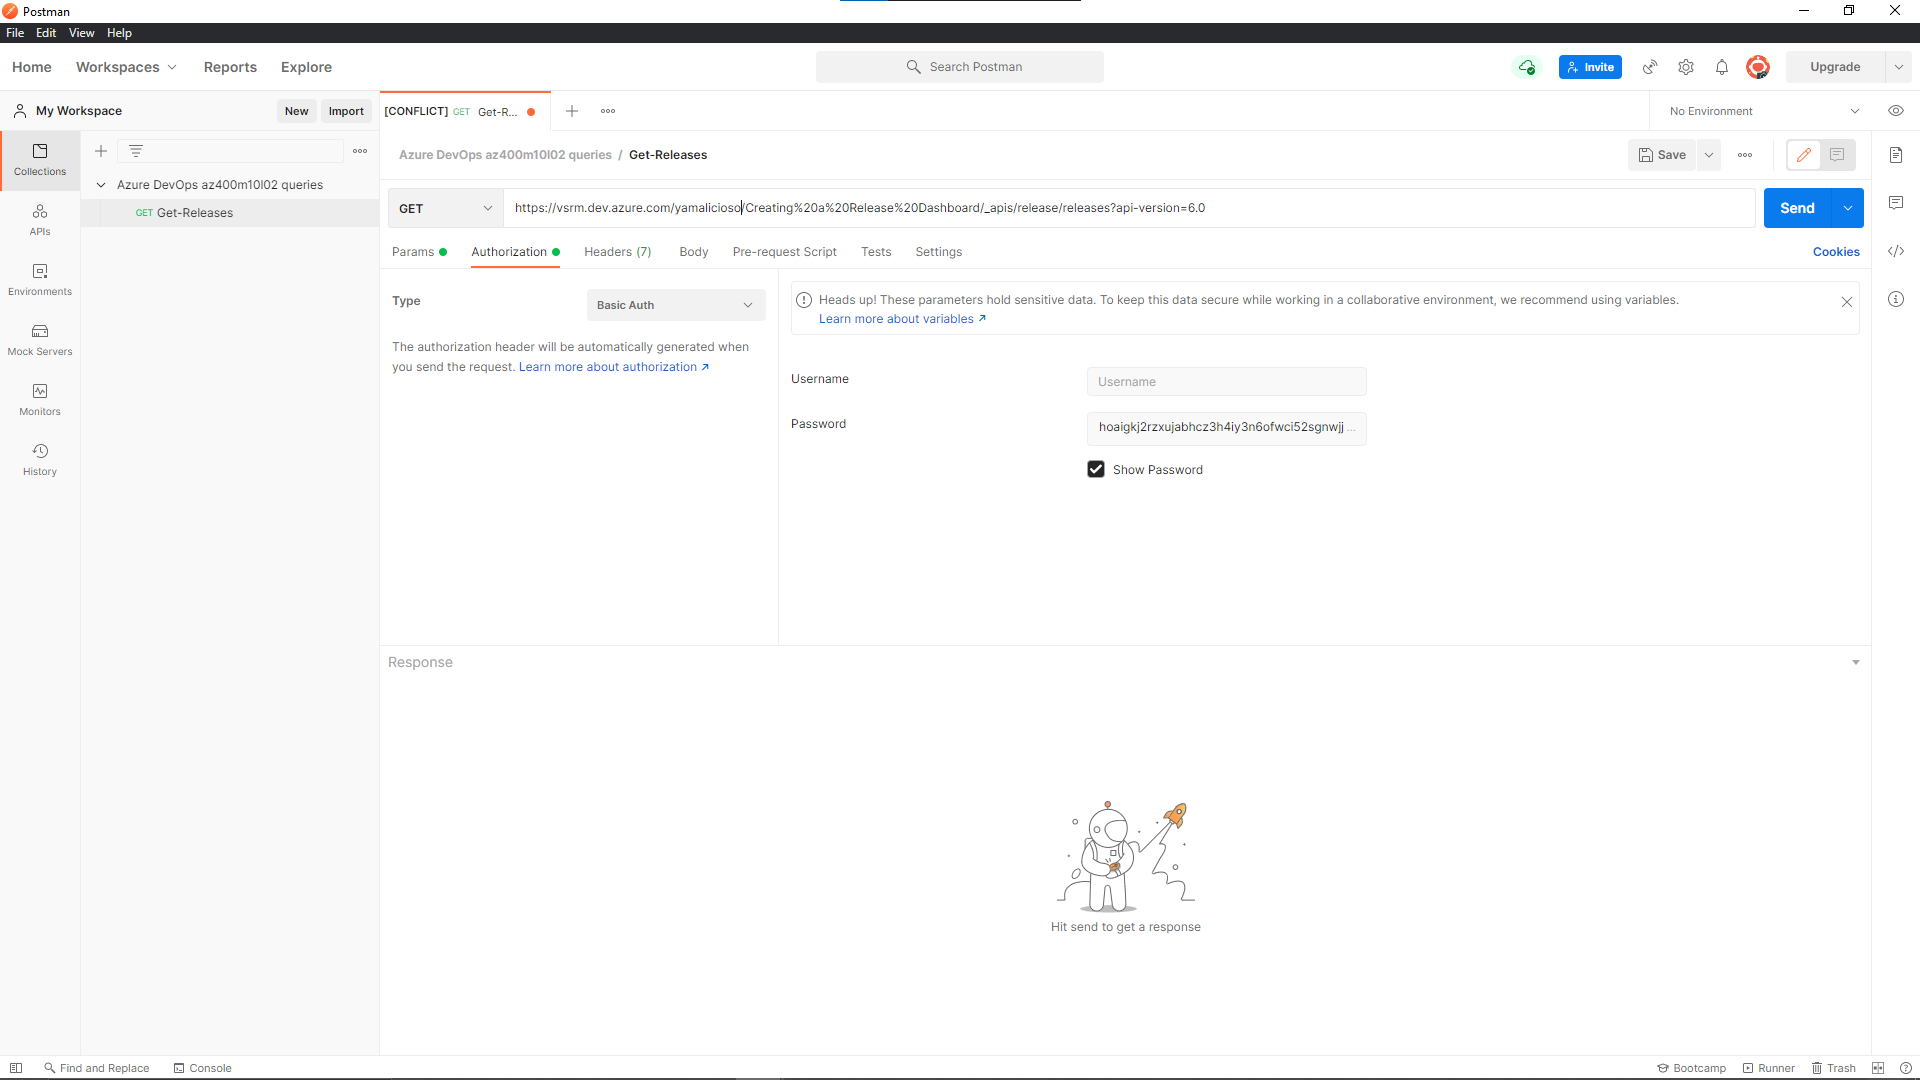 Postman
File Edit View Help
Home Workspaces Reports Explore
Search Postman
Invite
Upgrade
My Workspace
New Import
[CONFLICT] GET Get-R...
No Environment
Collections
APIs
Environments
Mock Servers
Monitors
History
Azure DevOps az400m10l02 queries
GET Get-Releases
Azure DevOps az400m10l02 queries / Get-Releases
Save
GET
https://vsrm.dev.azure.com/yamalicioso/Creating%20a%20Release%20Dashboard/_apis/release/releases?api-version=6.0
Send
Params Authorization Headers (7) Body Pre-request Script Tests Settings
Cookies
Type
Basic Auth
The authorization header will be automatically generated when
you send the request. Learn more about authorization ↗
Heads up! These parameters hold sensitive data. To keep this data secure while working in a collaborative environment, we recommend using variables.
Learn more about variables ↗
Username
Username
Password
hoaigkj2rzxujabhcz3h4iy3n6ofwci52sgnwjj ...
Show Password
Response
Hit send to get a response
Find and Replace Console
Bootcamp Runner Trash